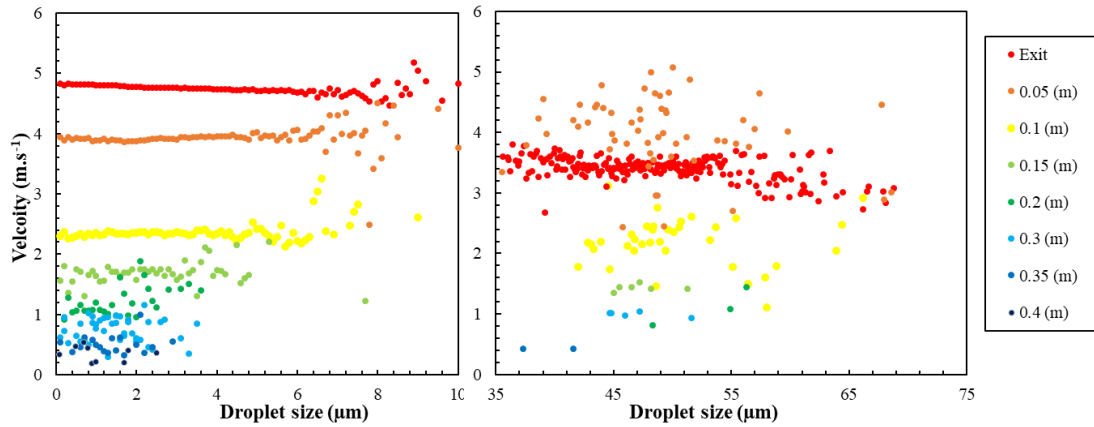 6
5
4
3
2
1
0
Velcoity (m.s-1)
0
2
4
6
8
10
Droplet size (μm)
6
5
4
3
2
1
0
35
45
55
65
75
Droplet size (μm)
Exit
0.05 (m)
0.1 (m)
0.15 (m)
0.2 (m)
0.3 (m)
0.35 (m)
0.4 (m)